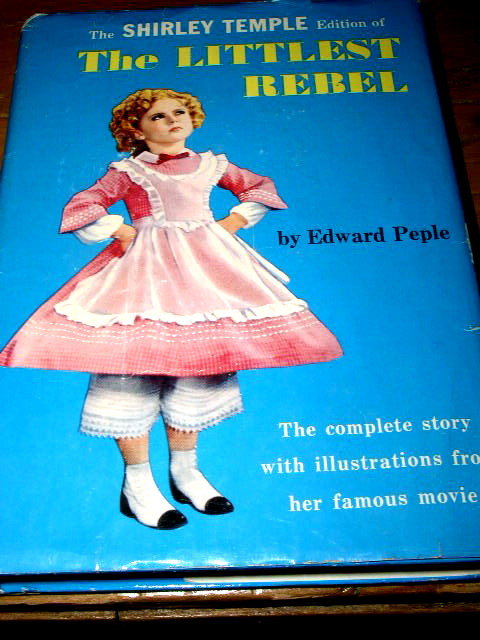 The SHIRLEY TEMPLE Edition of
The LITTLEST
REBEL
by Edward Peple
The complete story
with illustrations fro
her famous movie